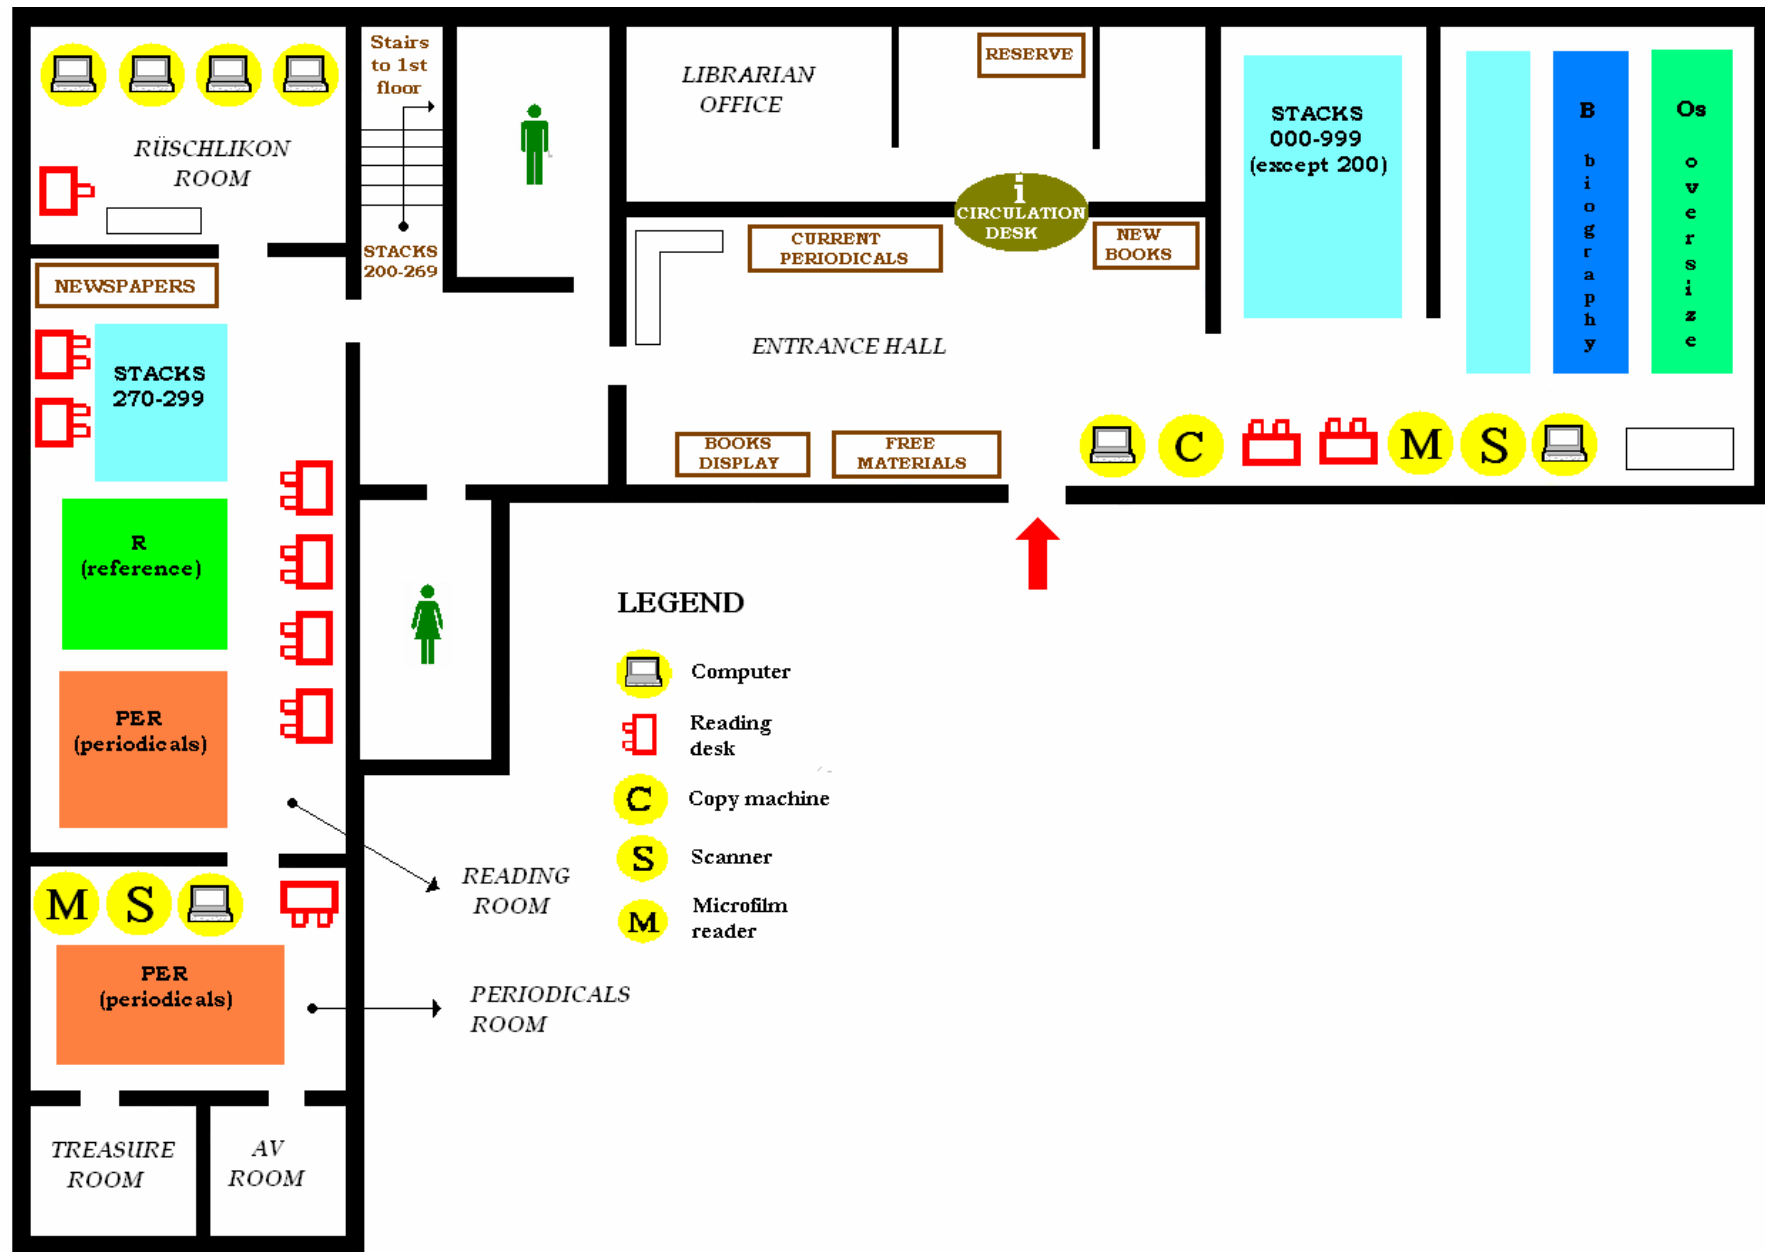 Stairs
to 1st
floor
STACKS
200-269
RÜSCHLIKON
ROOM
LIBRARIAN
OFFICE
RESERVE
i
CIRCULATION
DESK
CURRENT
PERIODICALS
NEW
BOOKS
STACKS
000-999
(except 200)
B
biography
Os
oversize
NEWSPAPERS
STACKS
270-299
ENTRANCE HALL
BOOKS
DISPLAY
FREE
MATERIALS
C
M
S
R
(reference)
PER
(periodicals)
READING
ROOM
M
S
PER
(periodicals)
PERIODICALS
ROOM
TREASURE
ROOM
AV
ROOM
LEGEND
Computer
Reading
desk
C
Copy machine
S
Scanner
M
Microfilm
reader